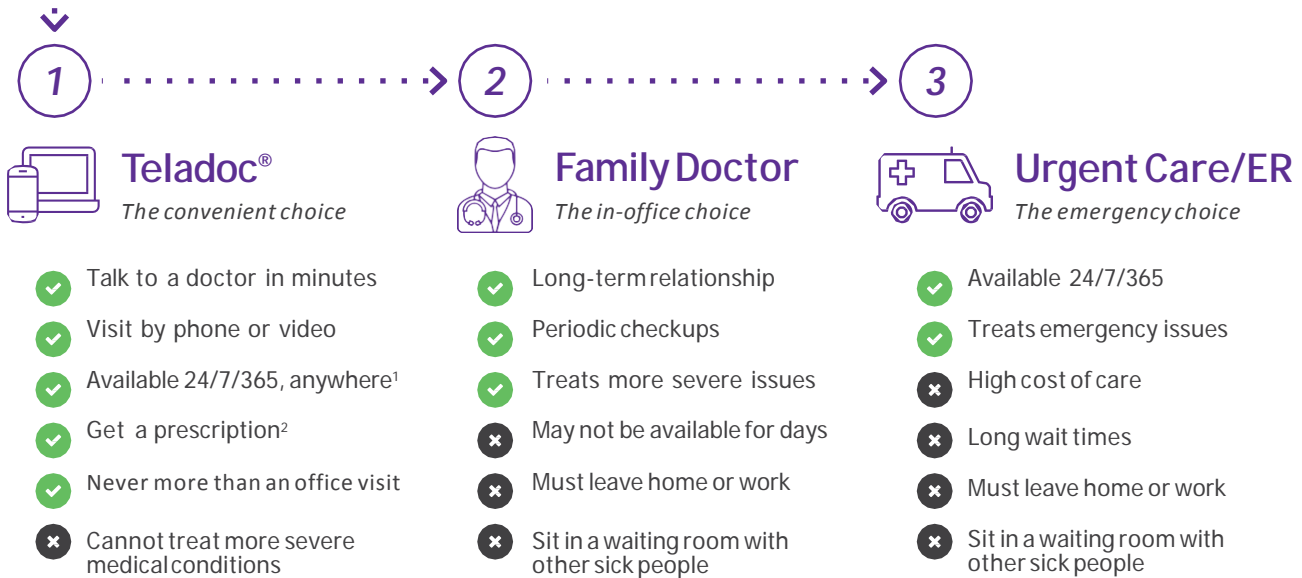 1
2
3
Teladoc®
The convenient choice
Talk to a doctor in minutes
Visit by phone or video
Available 24/7/365, anywhere¹
Get a prescription²
Never more than an office visit
Cannot treat more severe
medical conditions
Family Doctor
The in-office choice
Long-term relationship
Periodic checkups
Treats more severe issues
May not be available for days
Must leave home or work
Sit in a waiting room with
other sick people
Urgent Care/ER
The emergency choice
Available 24/7/365
Treats emergency issues
High cost of care
Long wait times
Must leave home or work
Sit in a waiting room with
other sick people